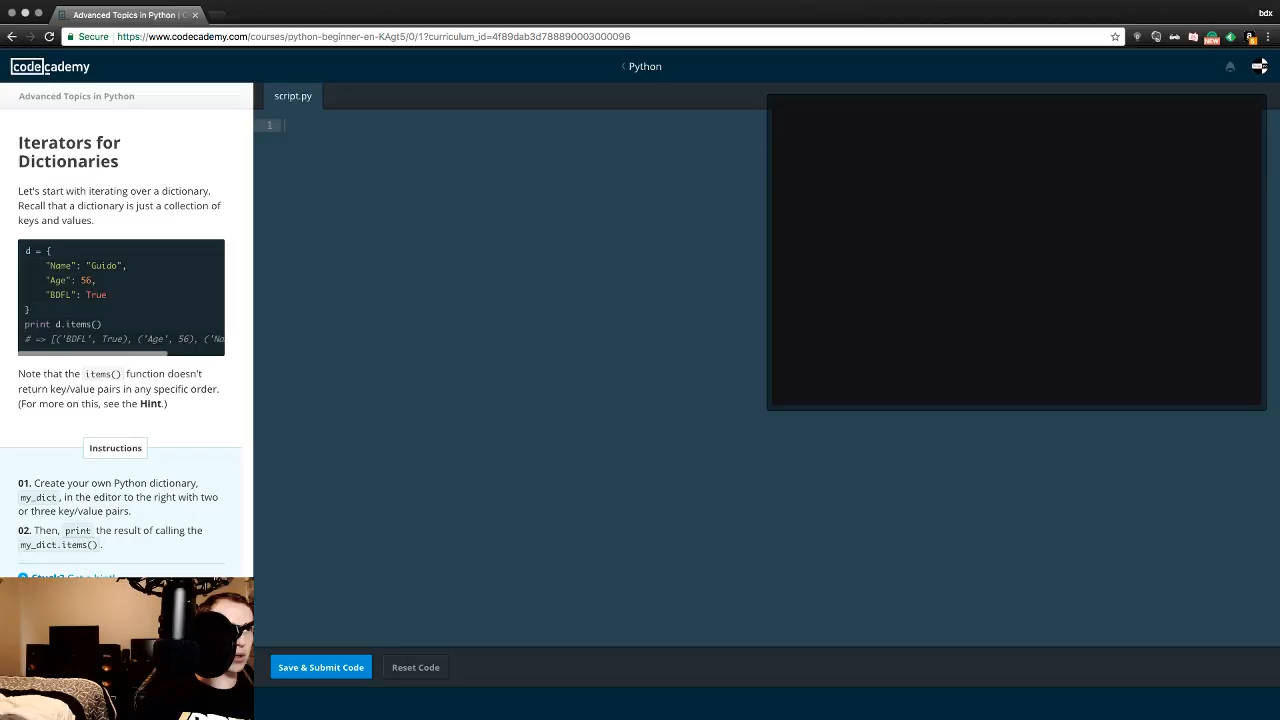 Advanced Topics in Python |
bdx
Secure
https://www.codecademy.com/courses/python-beginner-en-KAgt5/0/1?curriculum_id=4f89dab3d788890003000096
codecademy
Python
Advanced Topics in Python
script.py
1
Iterators for
Dictionaries
Let's start with iterating over a dictionary.
Recall that a dictionary is just a collection of
keys and values.
d = {
"Name": "Guido",
"Age": 56,
"BDFL": True
}
print d.items()
# => [('BDFL', True), ('Age', 56), ('Na
Note that the items() function doesn't
return key/value pairs in any specific order.
(For more on this, see the Hint.)
Instructions
01. Create your own Python dictionary,
my_dict, in the editor to the right with two
or three key/value pairs.
02. Then, print the result of calling the
my_dict.items().
Stuck? Get a hint!
Save & Submit Code
Reset Code